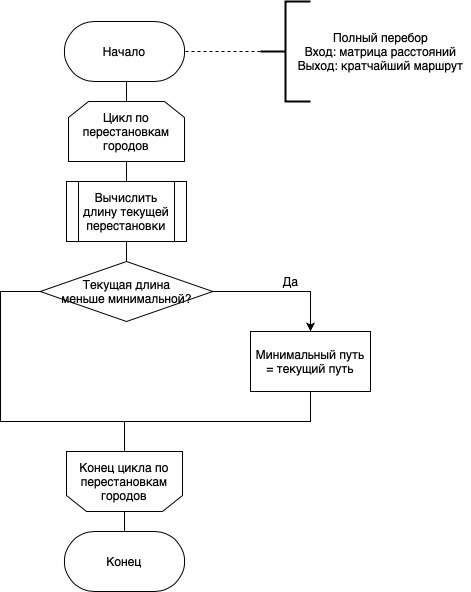 Начало
Полный перебор
Вход: матрица расстояний
Выход: кратчайший маршрут
Цикл по
перестановкам
городов
Вычислить
длину текущей
перестановки
Текущая длина
меньше минимальной?
Да
Минимальный путь
= текущий путь
Конец цикла по
перестановкам
городов
Конец